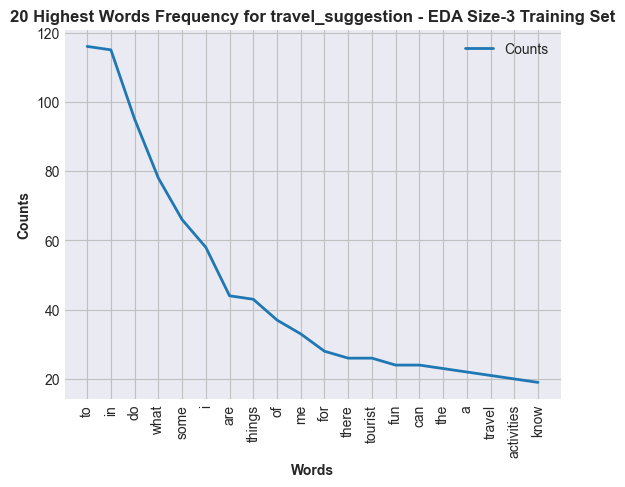 20 Highest Words Frequency for travel_suggestion - EDA Size-3 Training Set
Counts
120
100
80
60
40
20
Counts
to
in
do
what
some
i
are
things
of
me
for
there
tourist
fun
can
the
a
travel
activities
know
Words